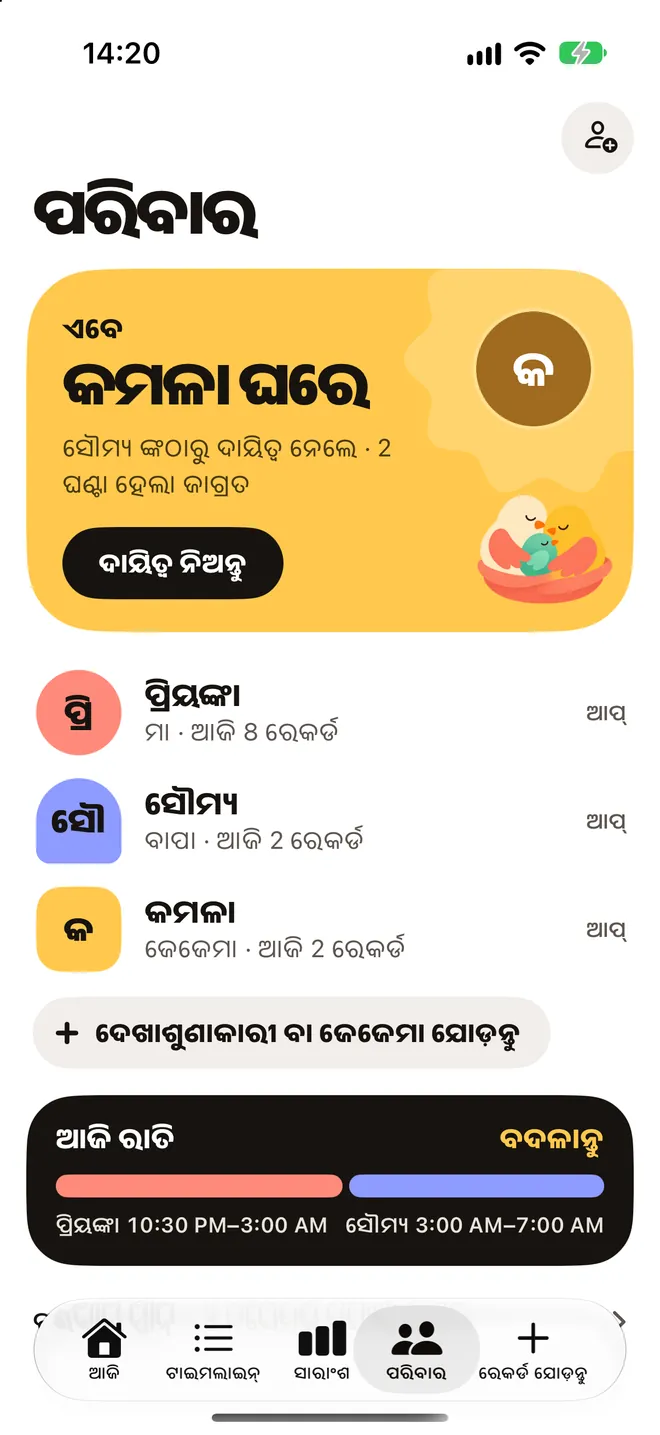 14:20
ପରିବାର
ଏବେ
କମଳା ଘରେ
କ
ସୌମ୍ୟ ଙ୍କଠାରୁ ଦାୟିତ୍ୱ ନେଲେ · 2
ଘଣ୍ଟା ହେଲା ଜାଗ୍ରତ
ଦାୟିତ୍ୱ ନିଅନ୍ତୁ
ପ୍ରି
ପ୍ରିୟଙ୍କା
ମା · ଆଜି 8 ରେକର୍ଡ
ଆପ୍
ସୌ
ସୌମ୍ୟ
ବାପା · ଆଜି 2 ରେକର୍ଡ
ଆପ୍
କ
କମଳା
ଜେଜେମା · ଆଜି 2 ରେକର୍ଡ
ଆପ୍
+ ଦେଖାଶୁଣାକାରୀ ବା ଜେଜେମା ଯୋଡ଼ନ୍ତୁ
ଆଜି ରାତି
ବଦଳାନ୍ତୁ
ପ୍ରିୟଙ୍କା 10:30 PM–3:00 AM
ସୌମ୍ୟ 3:00 AM–7:00 AM
ଆଜି
ଟାଇମଲାଇନ୍
ସାରାଂଶ
ପରିବାର
ରେକର୍ଡ ଯୋଡ଼ନ୍ତୁ